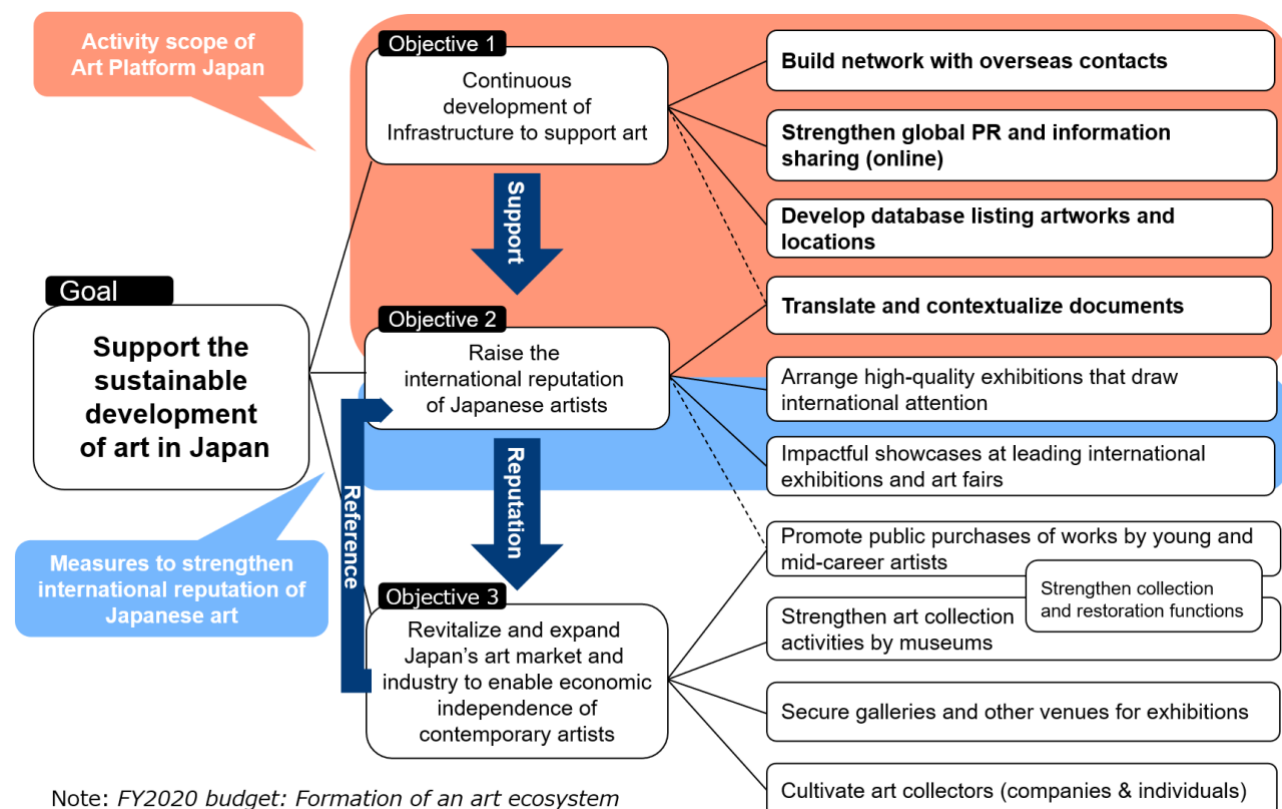 Activity scope of
Art Platform Japan
Objective 1
Continuous
development of
Infrastructure to support art
Build network with overseas contacts
Strengthen global PR and information
sharing (online)
Develop database listing artworks and
locations
Translate and contextualize documents
Support
Goal
Support the
sustainable
development
of art in Japan
Objective 2
Raise the
international reputation
of Japanese artists
Arrange high-quality exhibitions that draw
international attention
Impactful showcases at leading international
exhibitions and art fairs
Reputation
Reference
Measures to strengthen
international reputation of
Japanese art
Objective 3
Revitalize and expand
Japan’s art market and
industry to enable economic
independence of
contemporary artists
Promote public purchases of works by young and
mid-career artists
Strengthen collection
and restoration functions
Strengthen art collection
activities by museums
Secure galleries and other venues for exhibitions
Cultivate art collectors (companies & individuals)
Note: FY2020 budget: Formation of an art ecosystem